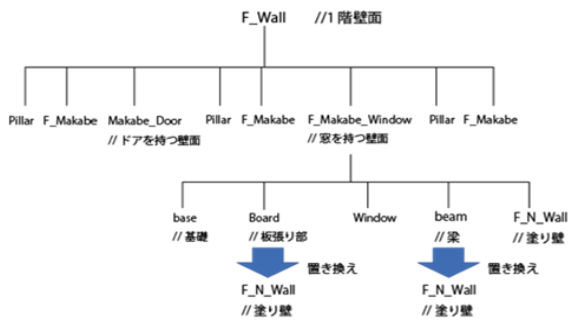 F_Wall //1階壁面
Pillar F_Makabe Makabe_Door Pillar F_Makabe F_Makabe_Window Pillar F_Makabe
//ドアを持つ壁面 //窓を持つ壁面
base Board Window beam F_N_Wall
//基礎 //板張り部 //梁 //塗り壁
置き換え 置き換え
F_N_Wall F_N_Wall
//塗り壁 //塗り壁